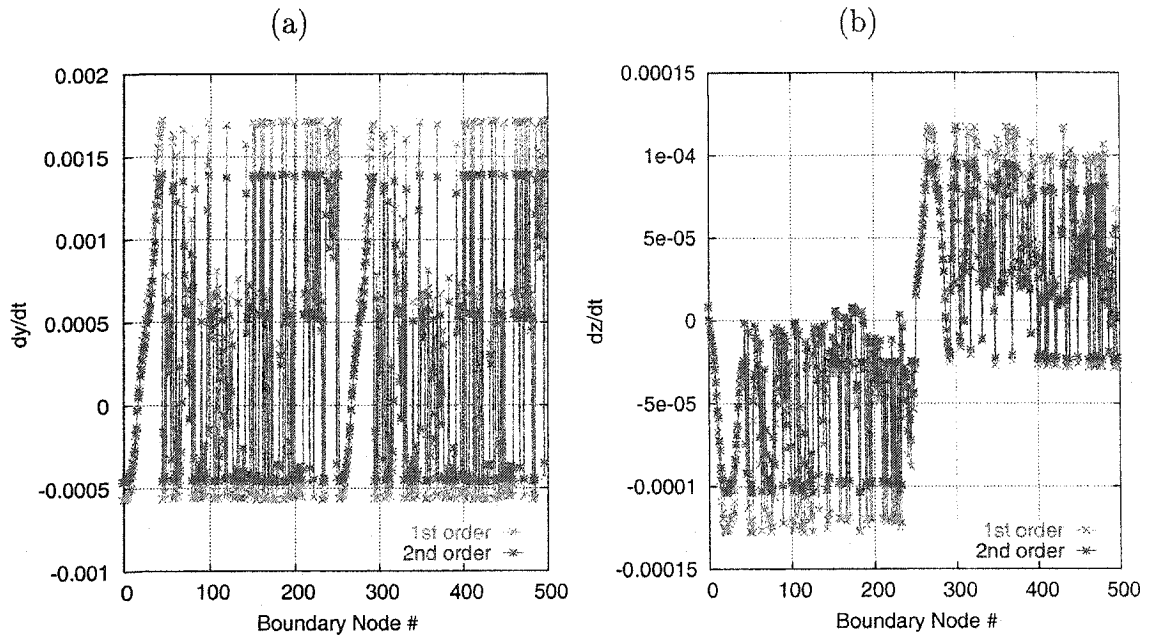 (a)
(b)
0.002
0.0015
0.001
0.0005
0
-0.0005
-0.001
dy/dt
1st order
2nd order
0 100 200 300 400 500
Boundary Node #
0.00015
1e-04
5e-05
0
-5e-05
-0.0001
-0.00015
dz/dt
1st order
2nd order
0 100 200 300 400 500
Boundary Node #